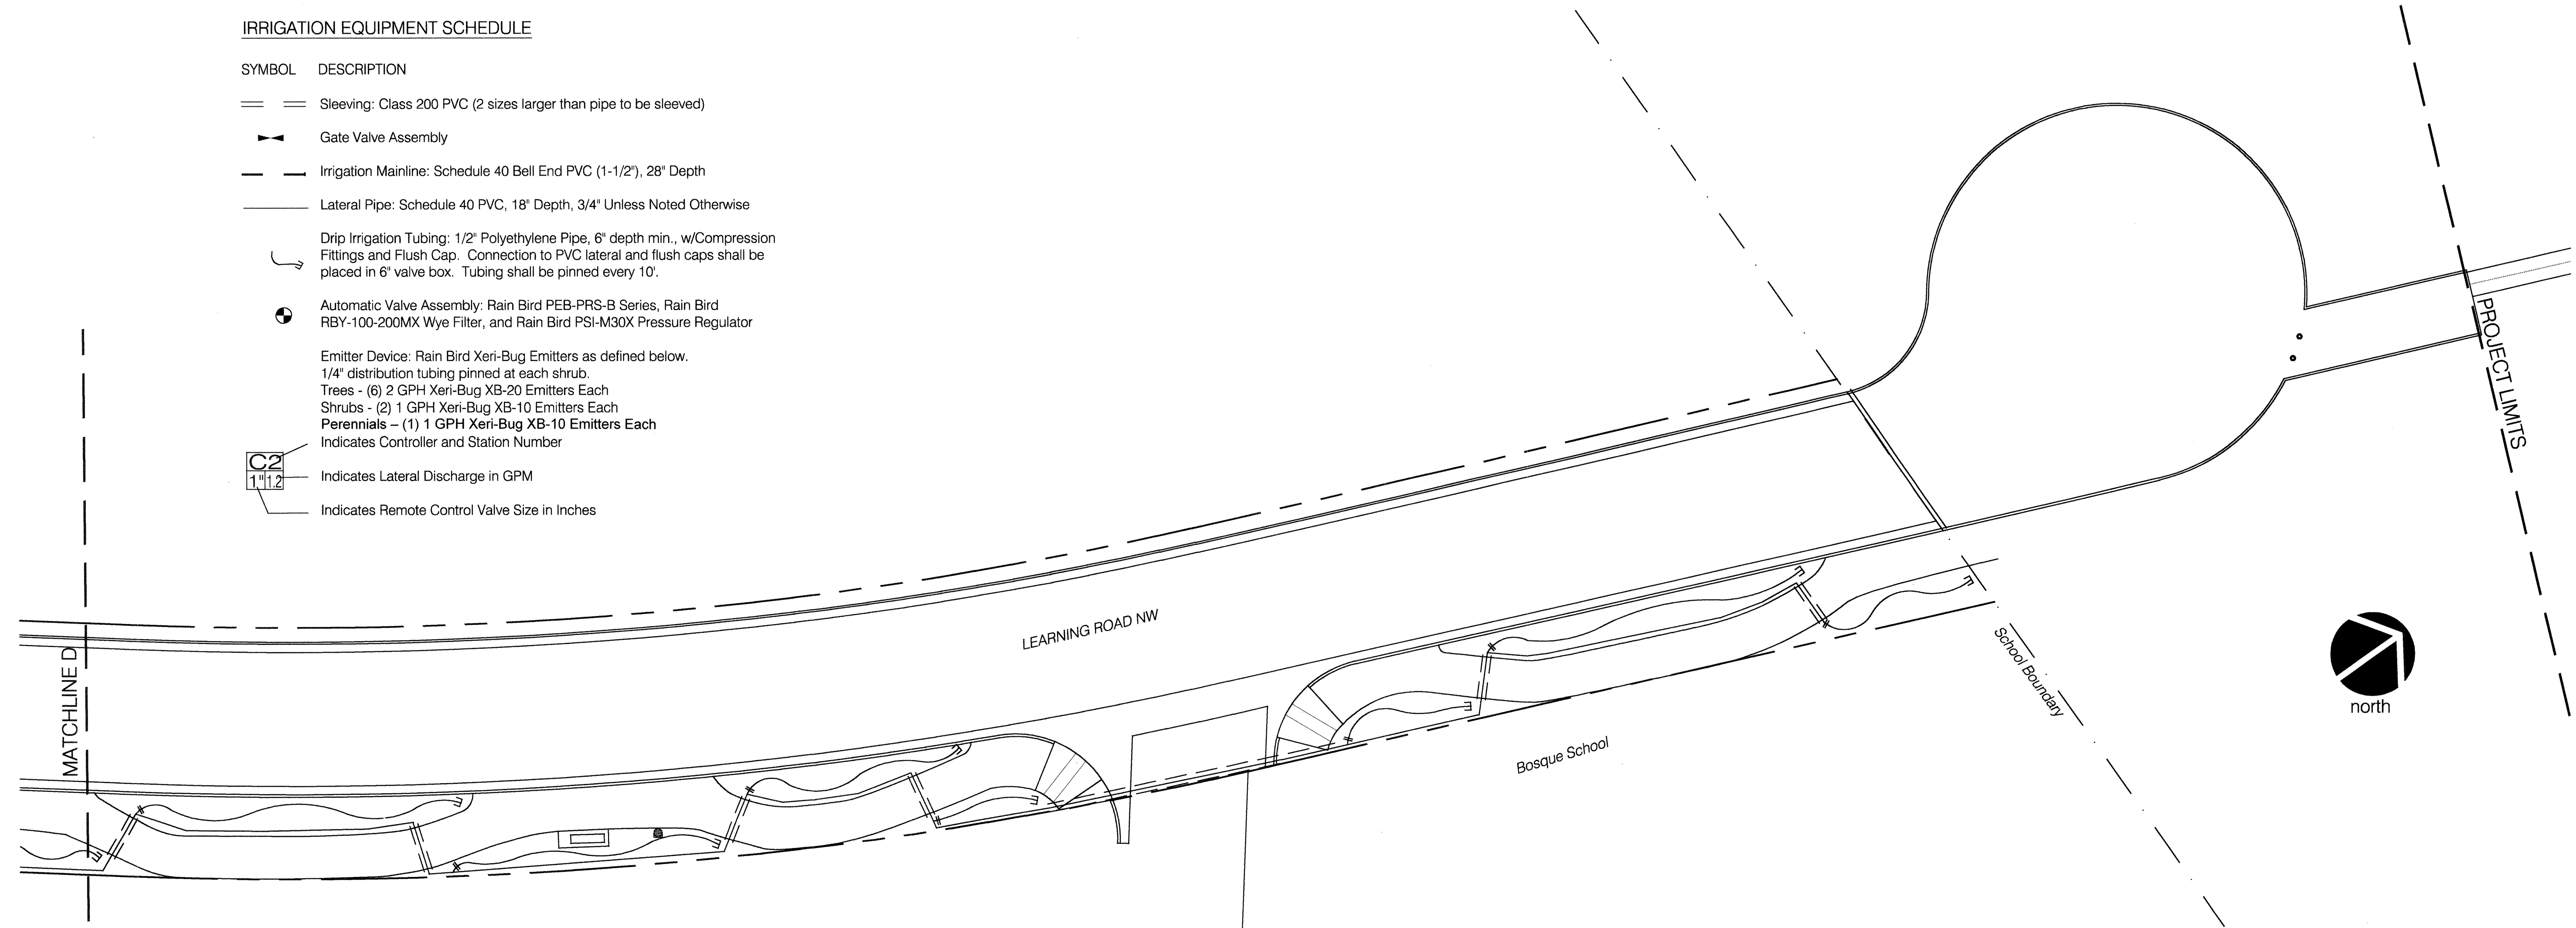 IRRIGATION EQUIPMENT SCHEDULE
SYMBOL DESCRIPTION
Sleeving: Class 200 PVC (2 sizes larger than pipe to be sleeved)
Gate Valve Assembly
Irrigation Mainline: Schedule 40 Bell End PVC (1-1/2"), 28" Depth
Lateral Pipe: Schedule 40 PVC, 18" Depth, 3/4" Unless Noted Otherwise
Drip Irrigation Tubing: 1/2" Polyethylene Pipe, 6" depth min., w/Compression
Fittings and Flush Cap. Connection to PVC lateral and flush caps shall be
placed in 6" valve box. Tubing shall be pinned every 10'.
Automatic Valve Assembly: Rain Bird PEB-PRS-B Series, Rain Bird
RBY-100-200MX Wye Filter, and Rain Bird PSI-M30X Pressure Regulator
Emitter Device: Rain Bird Xeri-Bug Emitters as defined below.
1/4" distribution tubing pinned at each shrub.
Trees - (6) 2 GPH Xeri-Bug XB-20 Emitters Each
Shrubs - (2) 1 GPH Xeri-Bug XB-10 Emitters Each
Perennials – (1) 1 GPH Xeri-Bug XB-10 Emitters Each
Indicates Controller and Station Number
C2
1" 1.2
Indicates Lateral Discharge in GPM
Indicates Remote Control Valve Size in Inches
MATCHLINE D
LEARNING ROAD NW
Bosque School
School Boundary
PROJECT LIMITS
north